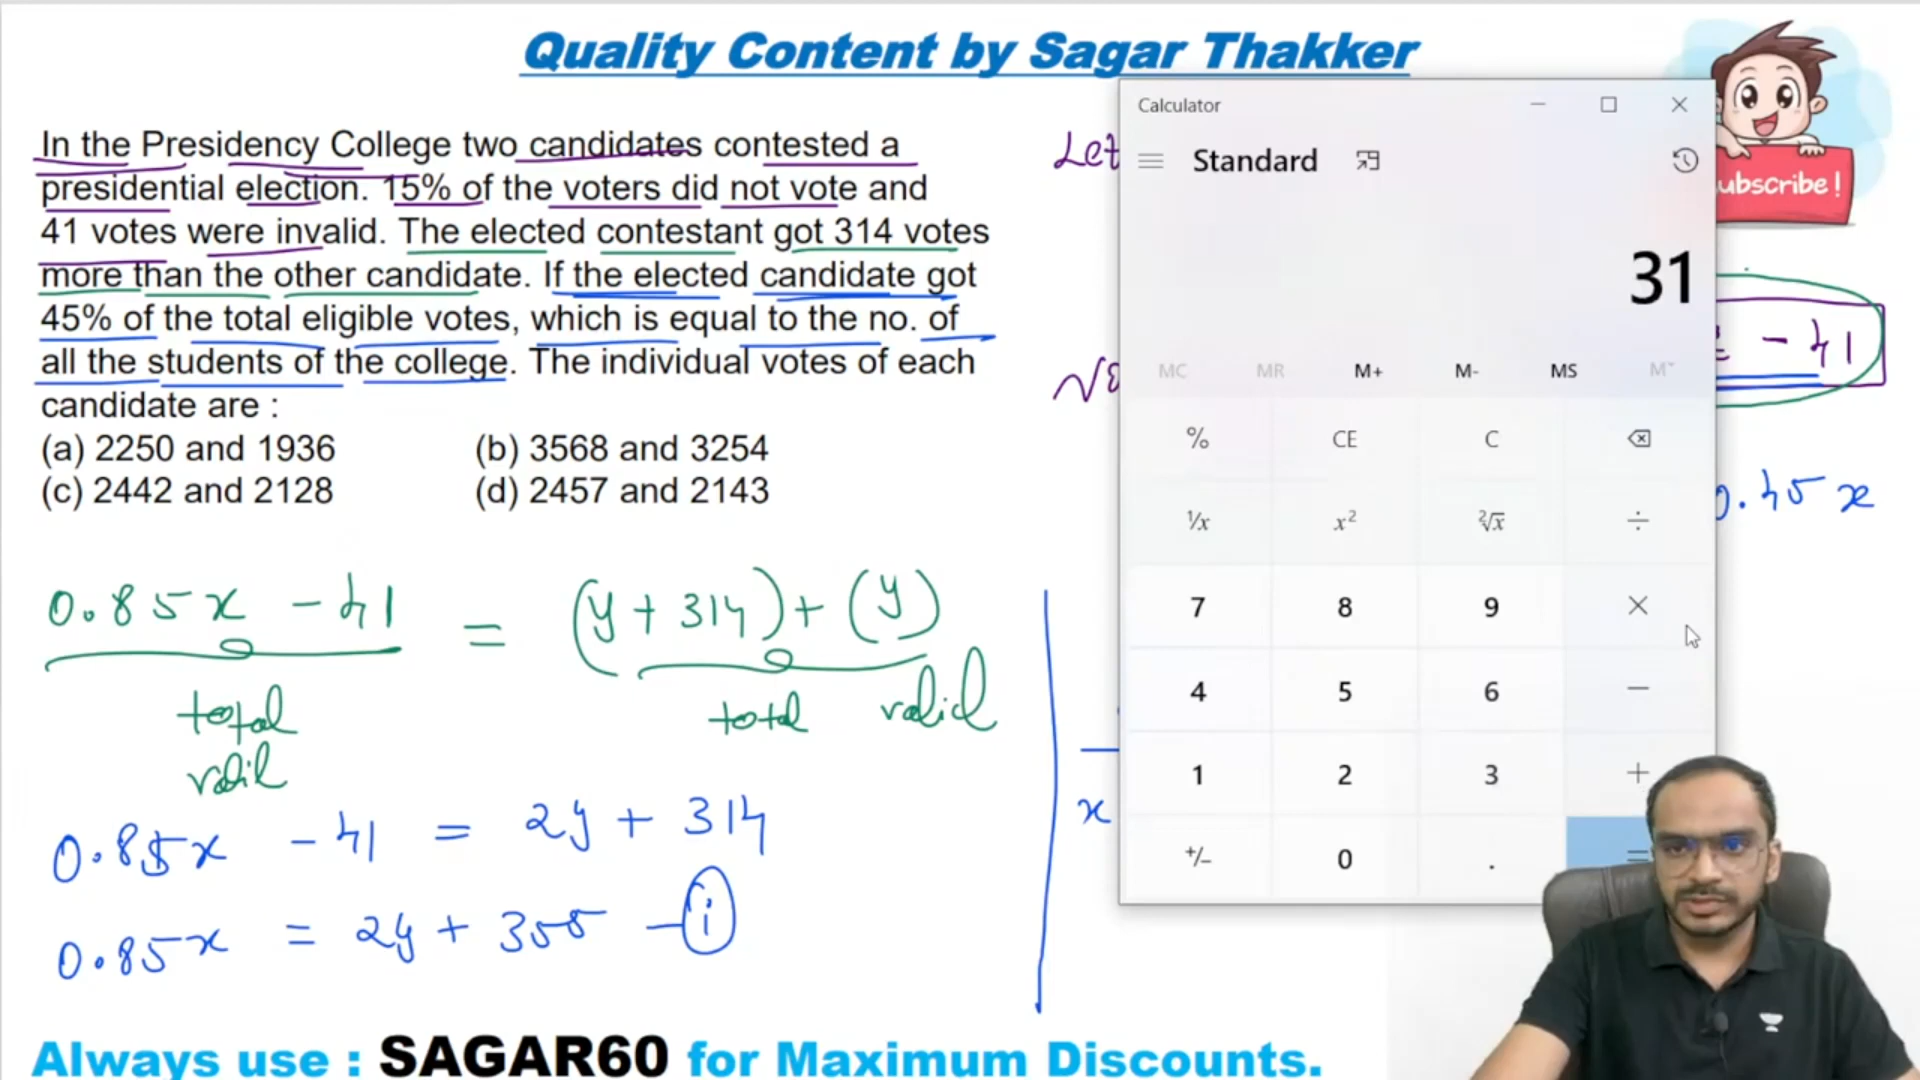 Quality Content by Sagar Thakker
In the Presidency College two candidates contested a
presidential election. 15% of the voters did not vote and
41 votes were invalid. The elected contestant got 314 votes
more than the other candidate. If the elected candidate got
45% of the total eligible votes, which is equal to the no. of
all the students of the college. The individual votes of each
candidate are :
(a) 2250 and 1936 (b) 3568 and 3254
(c) 2442 and 2128 (d) 2457 and 2143
0.85x - 41 = (y + 314) + (y)
total total valid
valid
0.85x - 41 = 2y + 314
0.85x = 2y + 355 - i
Let
- 41
0.45x
x
Calculator
Standard
31
MC MR M+ M- MS M˅
% CE C
¹/x x² ²√x ÷
7 8 9 ×
4 5 6 −
1 2 3 +
+/- 0 . =
ubscribe!
Always use : SAGAR60 for Maximum Discounts.